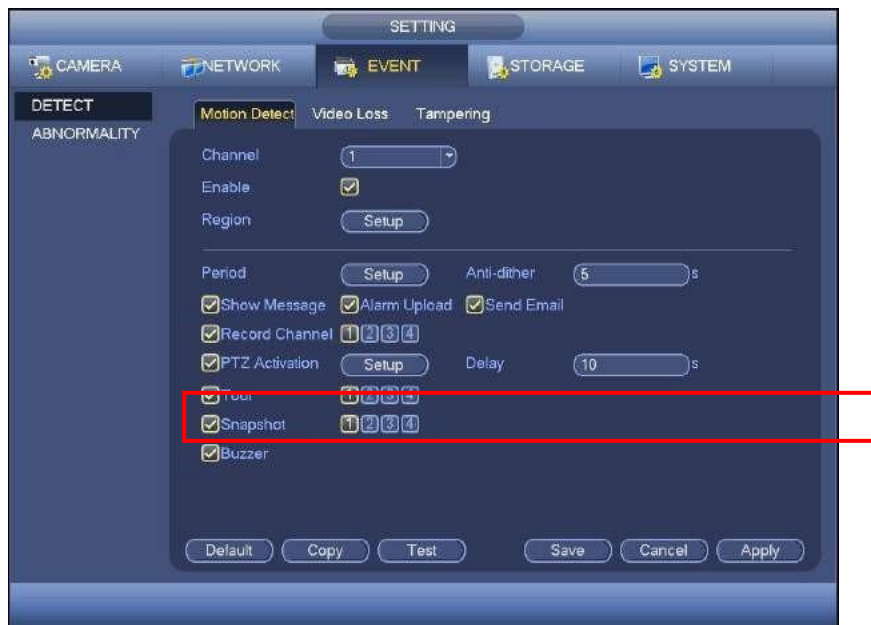 SETTING
CAMERA NETWORK EVENT STORAGE SYSTEM
DETECT
ABNORMALITY
Motion Detect Video Loss Tampering
Channel 1
Enable
Region Setup
Period Setup Anti-dither 5 s
Show Message Alarm Upload Send Email
Record Channel 1 2 3 4
PTZ Activation Setup Delay 10 s
Tour 1 2 3 4
Snapshot 1 2 3 4
Buzzer
Default Copy Test Save Cancel Apply